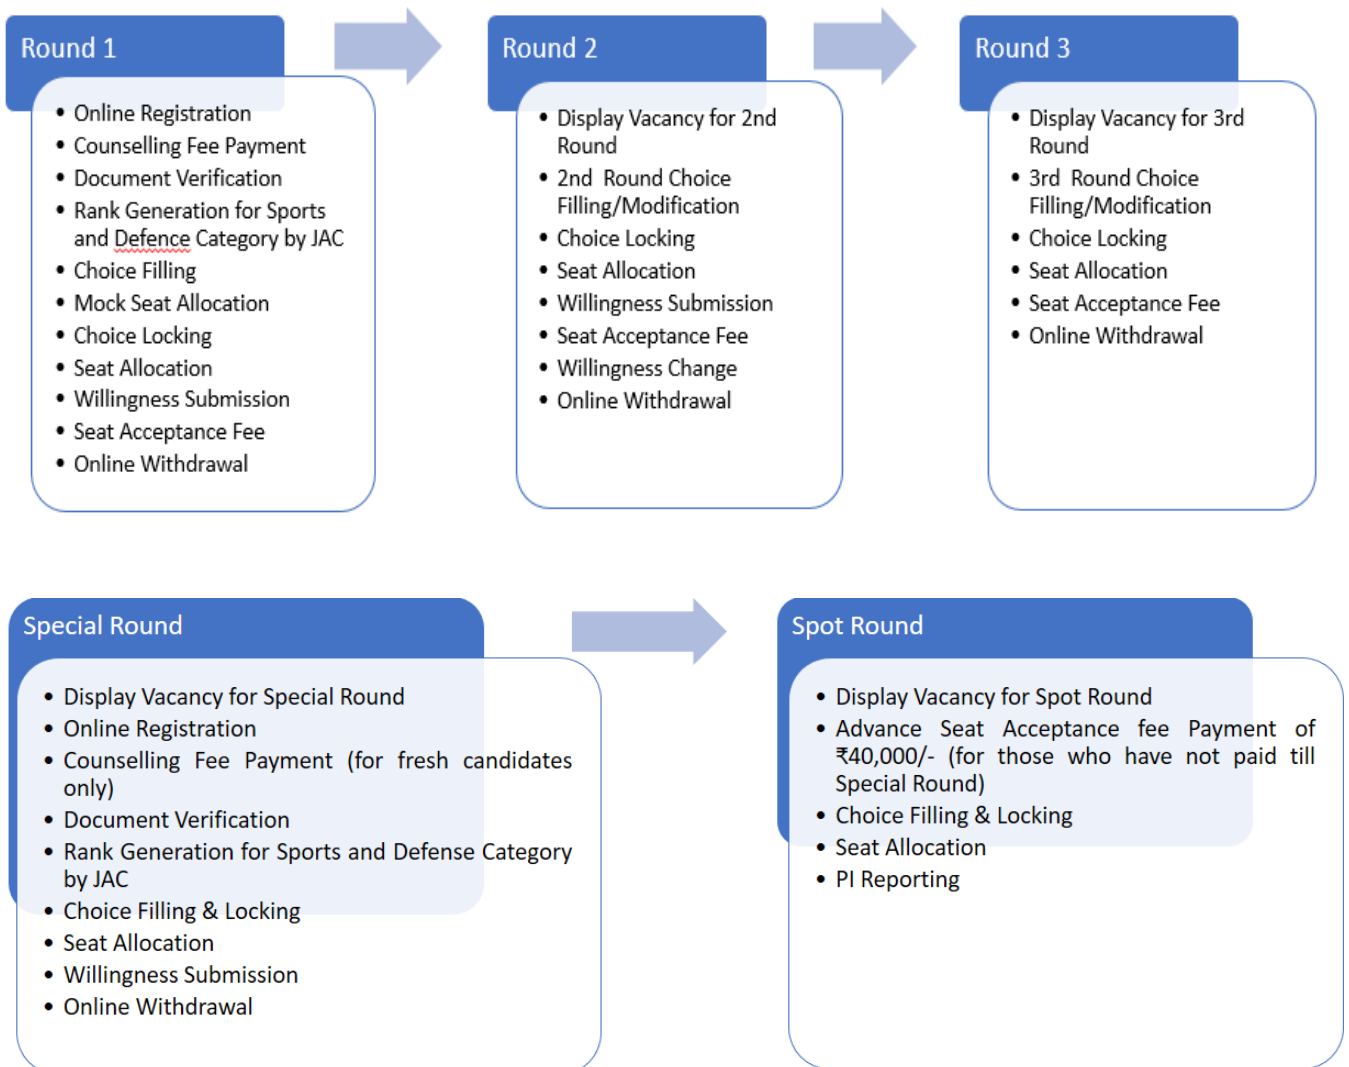 Round 1
• Online Registration
• Counselling Fee Payment
• Document Verification
• Rank Generation for Sports
and Defence Category by JAC
• Choice Filling
• Mock Seat Allocation
• Choice Locking
• Seat Allocation
• Willingness Submission
• Seat Acceptance Fee
• Online Withdrawal
Round 2
• Display Vacancy for 2nd
Round
• 2nd Round Choice
Filling/Modification
• Choice Locking
• Seat Allocation
• Willingness Submission
• Seat Acceptance Fee
• Willingness Change
• Online Withdrawal
Round 3
• Display Vacancy for 3rd
Round
• 3rd Round Choice
Filling/Modification
• Choice Locking
• Seat Allocation
• Seat Acceptance Fee
• Online Withdrawal
Special Round
• Display Vacancy for Special Round
• Online Registration
• Counselling Fee Payment (for fresh candidates
only)
• Document Verification
• Rank Generation for Sports and Defense Category
by JAC
• Choice Filling & Locking
• Seat Allocation
• Willingness Submission
• Online Withdrawal
Spot Round
• Display Vacancy for Spot Round
• Advance Seat Acceptance fee Payment of
₹40,000/- (for those who have not paid till
Special Round)
• Choice Filling & Locking
• Seat Allocation
• PI Reporting